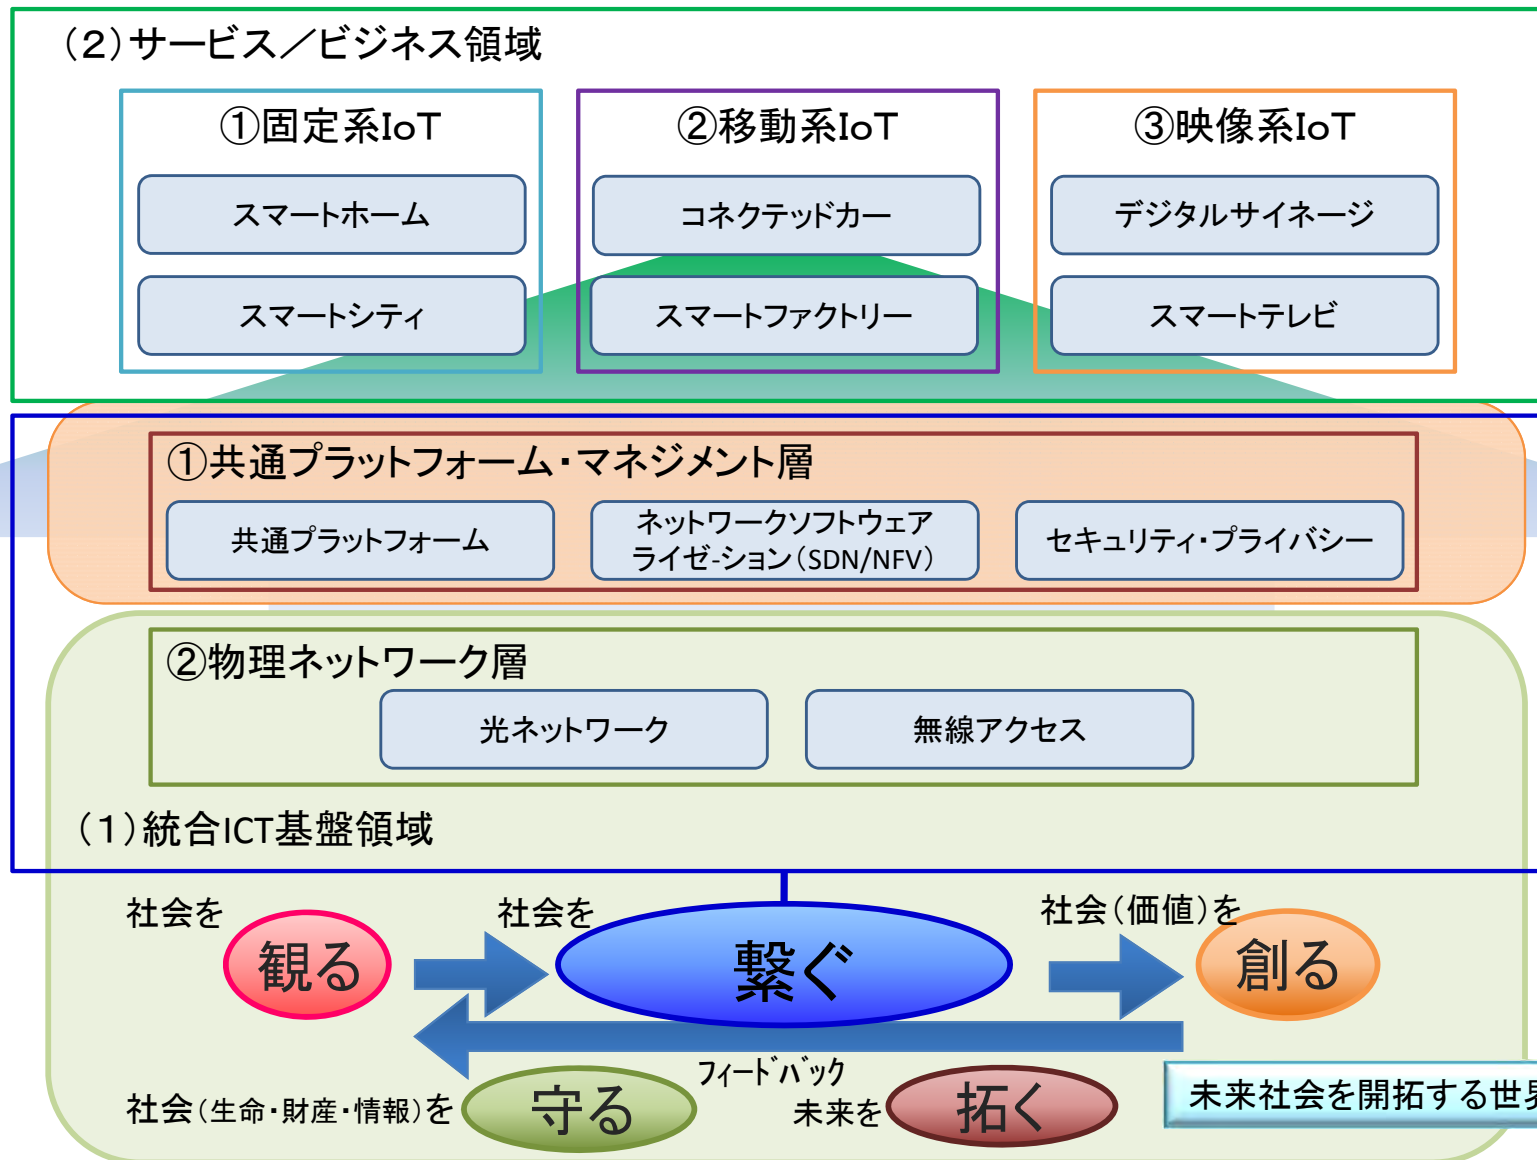 （２）サービス／ビジネス領域
①固定系IoT
スマートホーム
スマートシティ
②移動系IoT
コネクテッドカー
スマートファクトリー
③映像系IoT
デジタルサイネージ
スマートテレビ
①共通プラットフォーム・マネジメント層
共通プラットフォーム
ネットワークソフトウェア
ライゼ-ション（SDN/NFV）
セキュリティ・プライバシー
②物理ネットワーク層
光ネットワーク
無線アクセス
（１）統合ICT基盤領域
社会を
観る
社会を
繋ぐ
社会（価値）を
創る
フィードバック
社会（生命・財産・情報）を
守る
未来を
拓く
未来社会を開拓する世